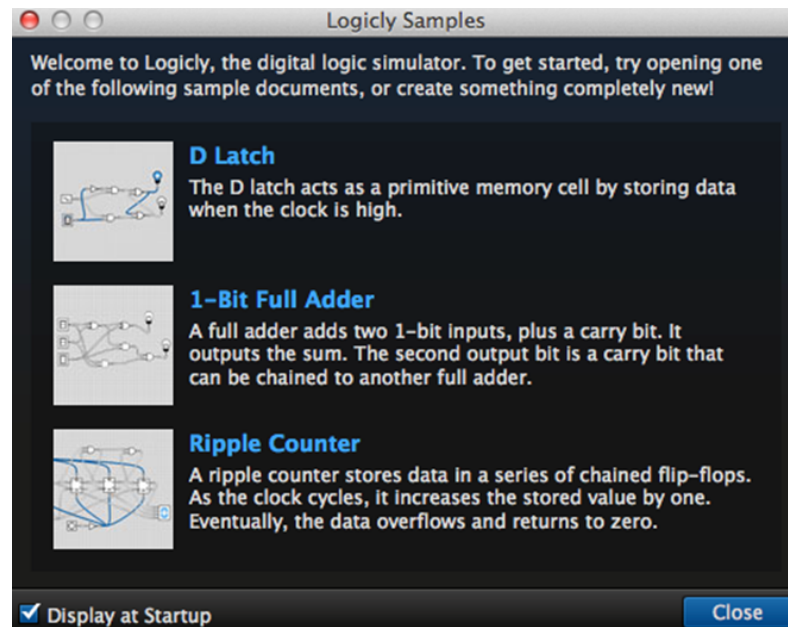 Logicly Samples
Welcome to Logicly, the digital logic simulator. To get started, try opening one
of the following sample documents, or create something completely new!
D Latch
The D latch acts as a primitive memory cell by storing data
when the clock is high.
1-Bit Full Adder
A full adder adds two 1-bit inputs, plus a carry bit. It
outputs the sum. The second output bit is a carry bit that
can be chained to another full adder.
Ripple Counter
A ripple counter stores data in a series of chained flip-flops.
As the clock cycles, it increases the stored value by one.
Eventually, the data overflows and returns to zero.
Display at Startup
Close